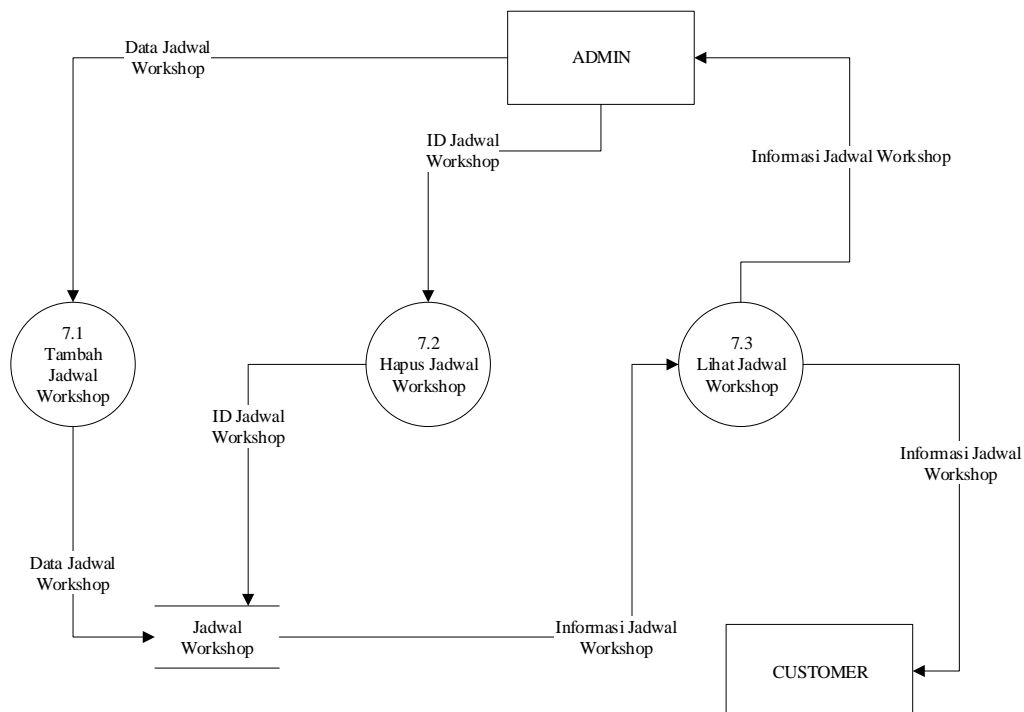 Data Jadwal
Workshop
ADMIN
ID Jadwal
Workshop
Informasi Jadwal Workshop
7.1
Tambah
Jadwal
Workshop
7.2
Hapus Jadwal
Workshop
7.3
Lihat Jadwal
Workshop
ID Jadwal
Workshop
Informasi Jadwal
Workshop
Data Jadwal
Workshop
Jadwal
Workshop
Informasi Jadwal
Workshop
CUSTOMER